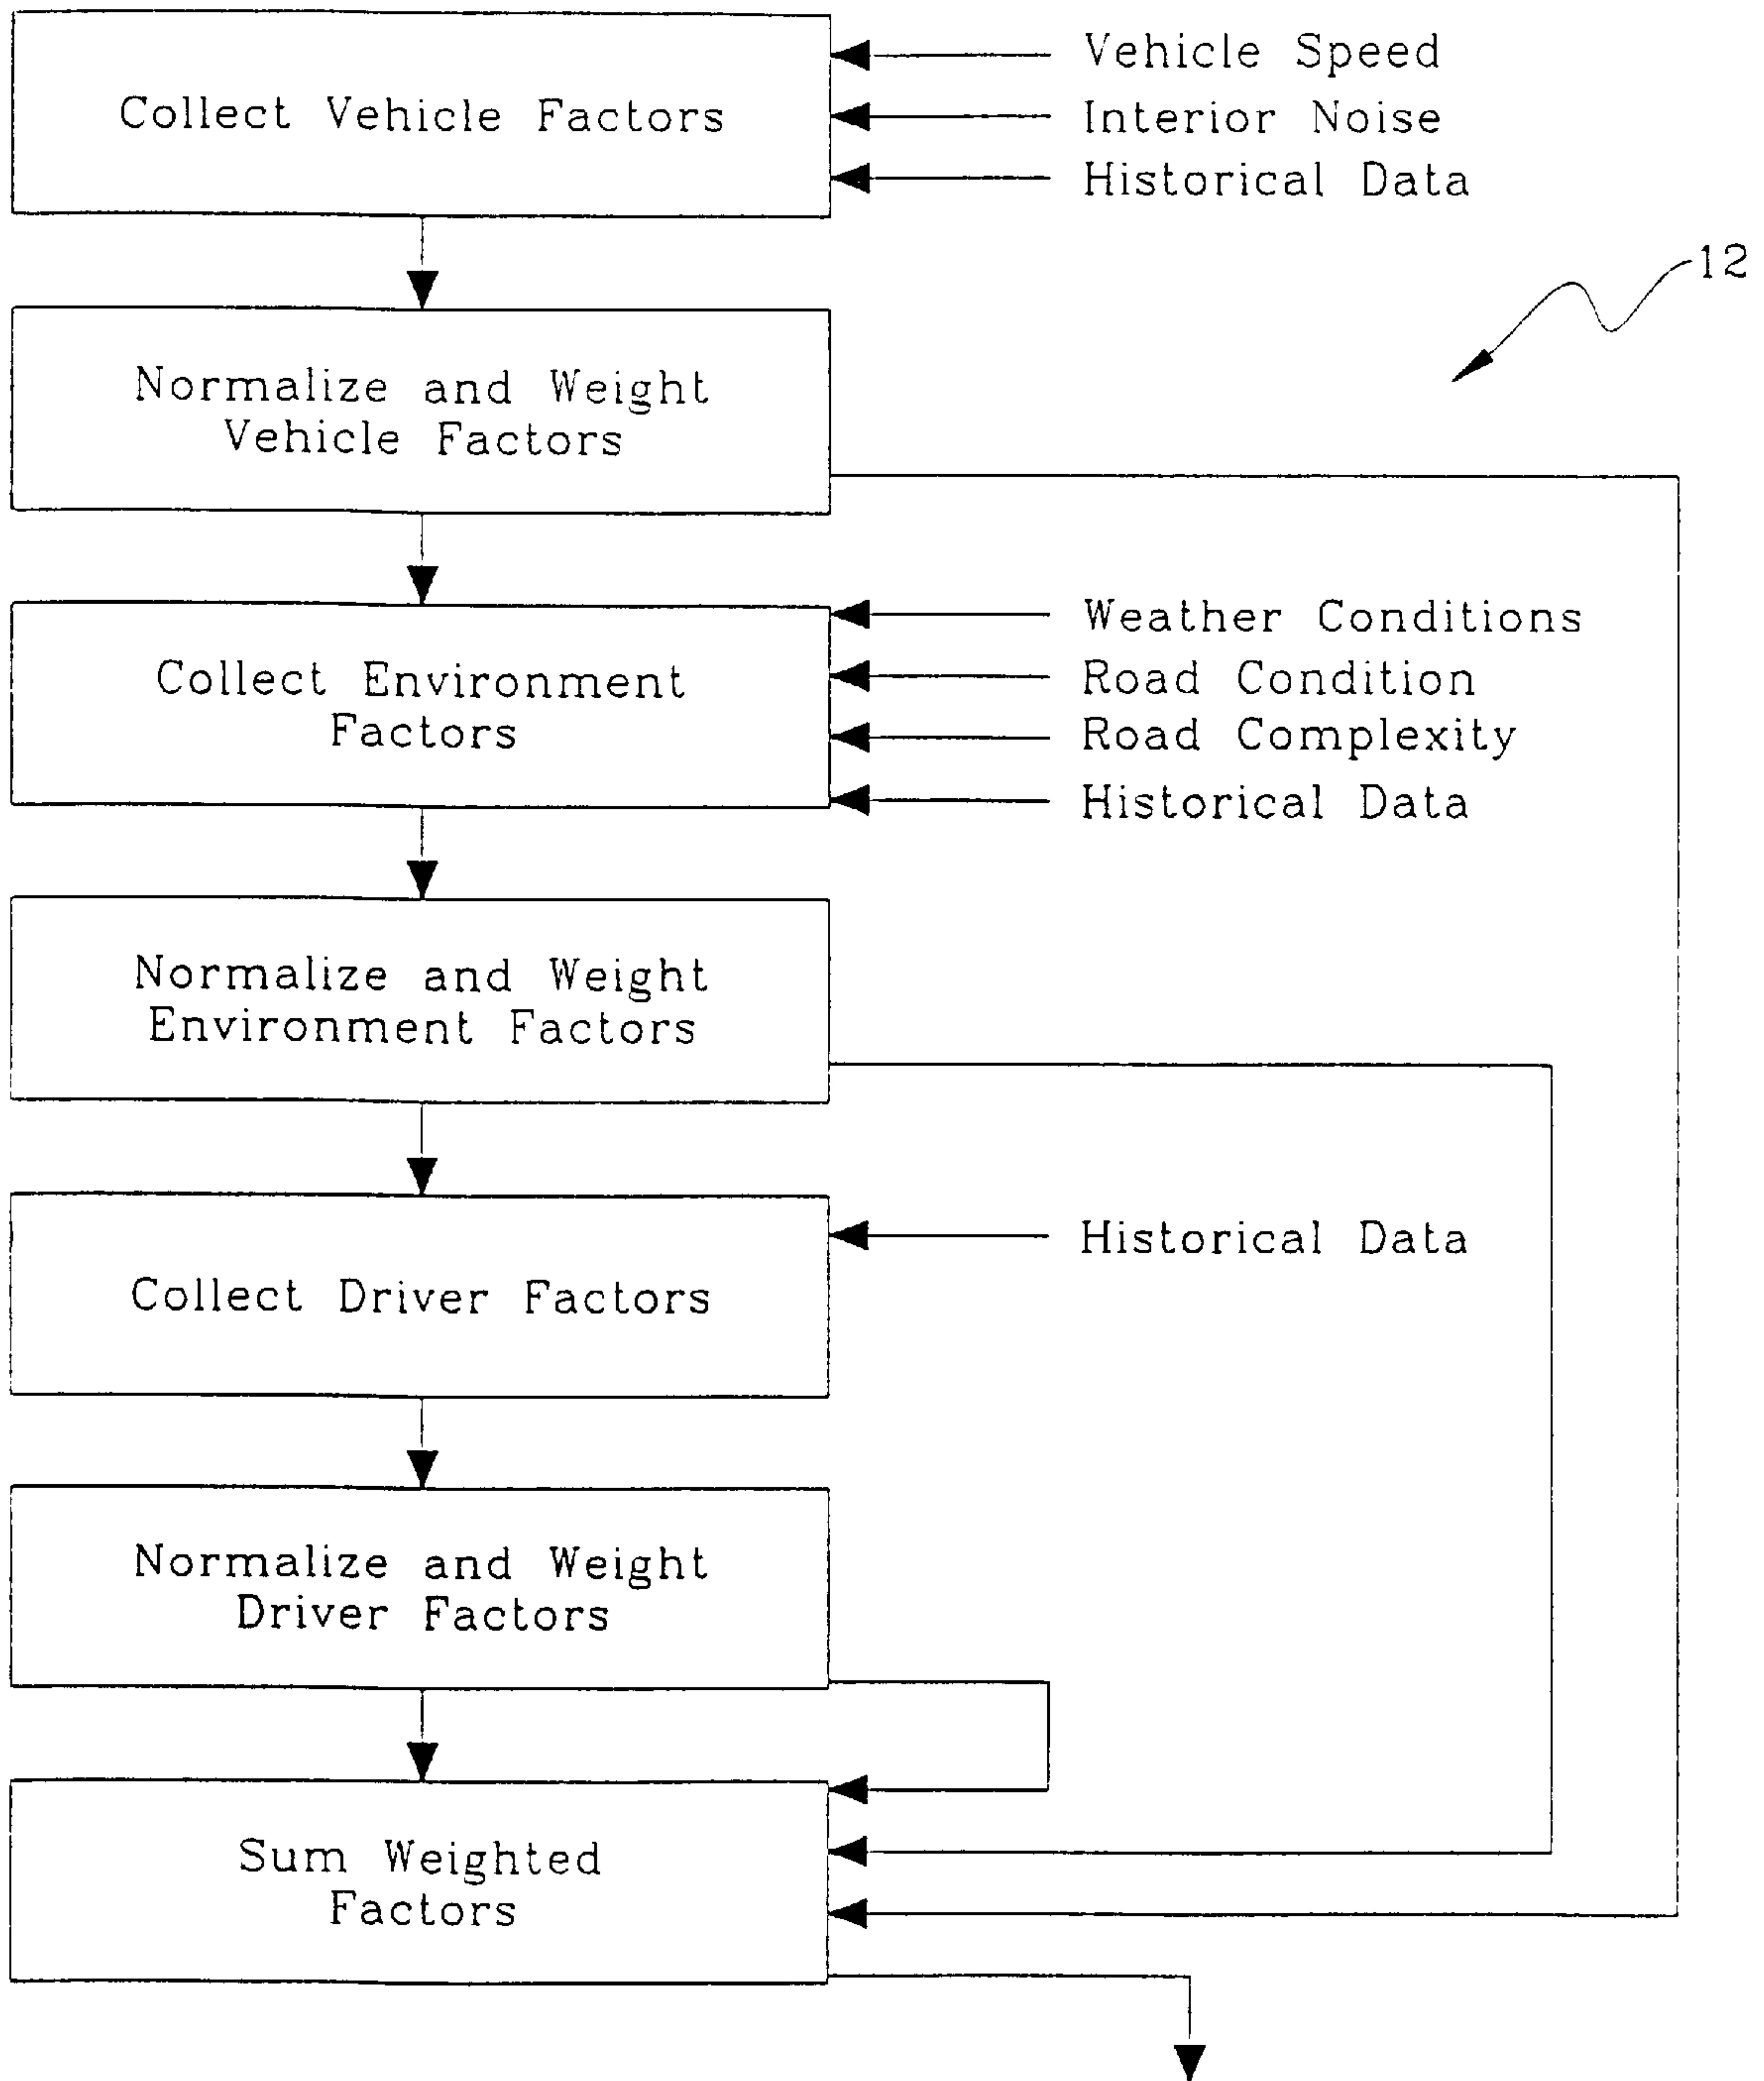 Collect Vehicle Factors
Vehicle Speed
Interior Noise
Historical Data
12
Normalize and Weight
Vehicle Factors
Collect Environment
Factors
Weather Conditions
Road Condition
Road Complexity
Historical Data
Normalize and Weight
Environment Factors
Collect Driver Factors
Historical Data
Normalize and Weight
Driver Factors
Sum Weighted
Factors